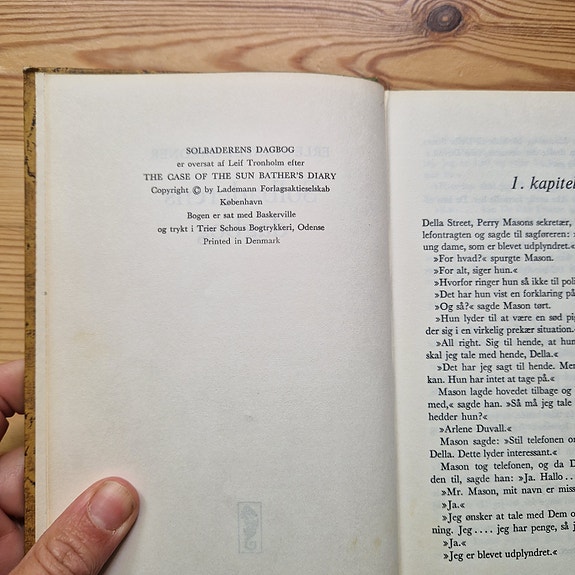 SOLBADERENS DAGBOG
er oversat af Leif Tronholm efter
THE CASE OF THE SUN BATHER'S DIARY
Copyright © by Lademann Forlagsaktieselskab
København
Bogen er sat med Baskerville
og trykt i Trier Schous Bogtrykkeri, Odense
Printed in Denmark
1. kapitel
Della Street, Perry Masons sekretær,
lefontragten og sagde til sagføreren:
ung dame, som er blevet udplyndret.«
»For hvad?« spurgte Mason.
»For alt, siger hun.«
»Hvorfor ringer hun så ikke til
»Det har hun vist en forklaring på
»Og så?« sagde Mason tørt.
»Hun lyder til at være en sød
der sig i en virkelig prekær situation.
»All right. Sig til hende, at
skal jeg tale med hende, Della.«
»Det har jeg sagt til hende.
kan. Hun har intet at tage på.«
Mason lagde hovedet tilbage og
med,« sagde han. »Så må jeg tale
hedder hun?«
»Arlene Duvall.«
Mason sagde: »Stil telefonen
Della. Dette lyder interessant.«
Mason tog telefonen, og da
den til, sagde han: »Ja. Hallo . .
»Mr. Mason, mit navn er
»Ja.«
»Jeg ønsker at tale med Dem
ning. Jeg . . . . jeg har penge, så
»Ja.«
»Jeg er blevet udplyndret.«